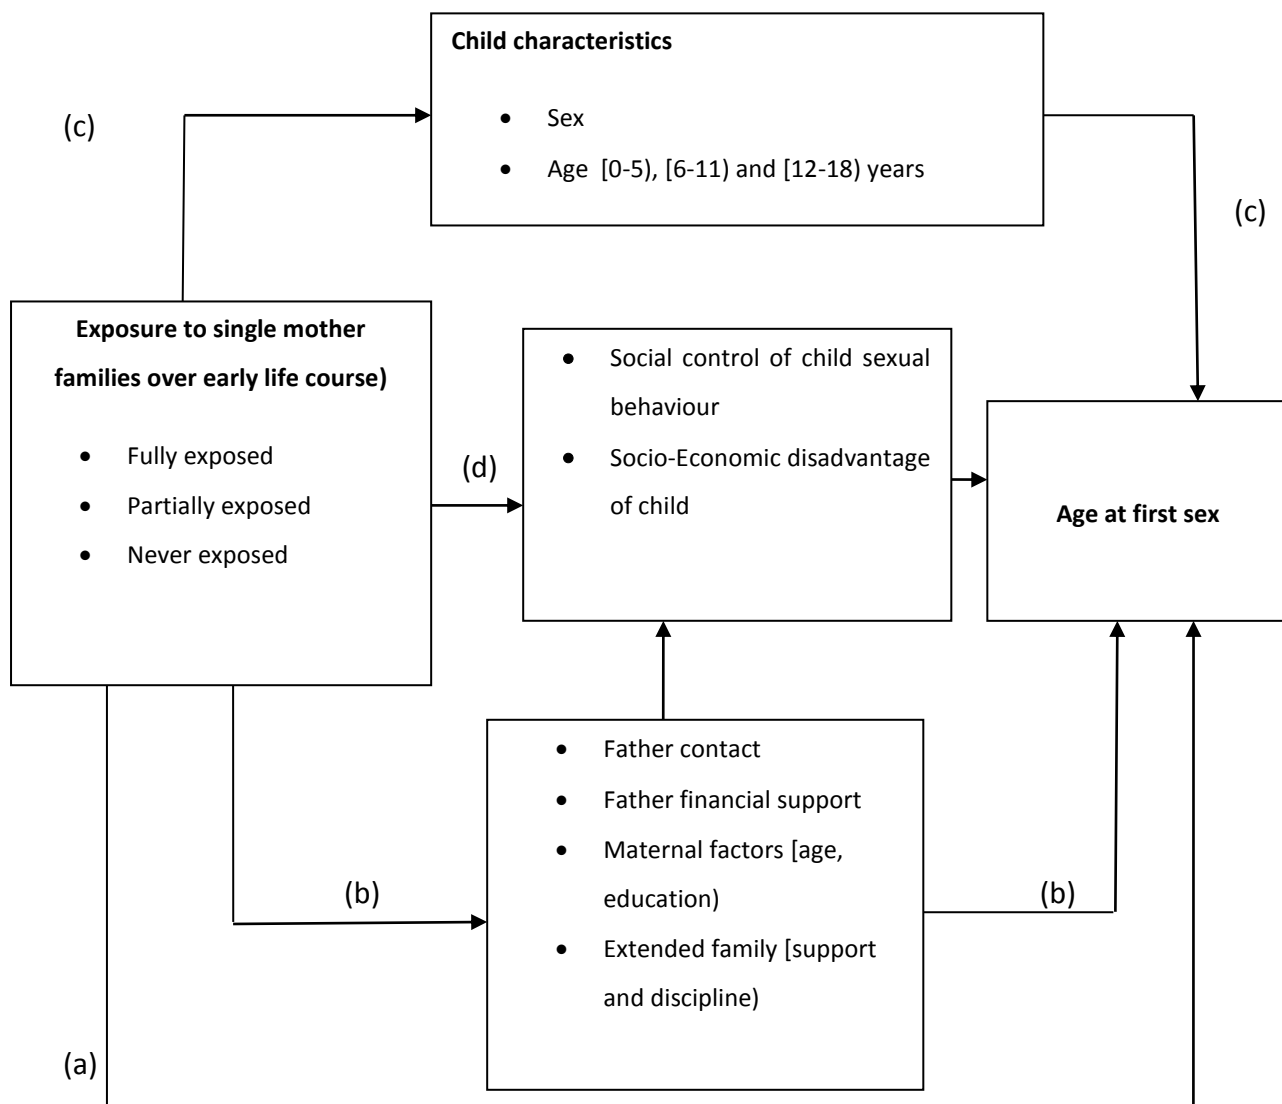 Child characteristics
• Sex
• Age [0-5), [6-11) and [12-18) years
(c)
(c)
Exposure to single mother
families over early life course)
• Fully exposed
• Partially exposed
• Never exposed
(d)
• Social control of child sexual
behaviour
• Socio-Economic disadvantage
of child
Age at first sex
• Father contact
• Father financial support
• Maternal factors [age,
education)
• Extended family [support
and discipline)
(b)
(b)
(a)